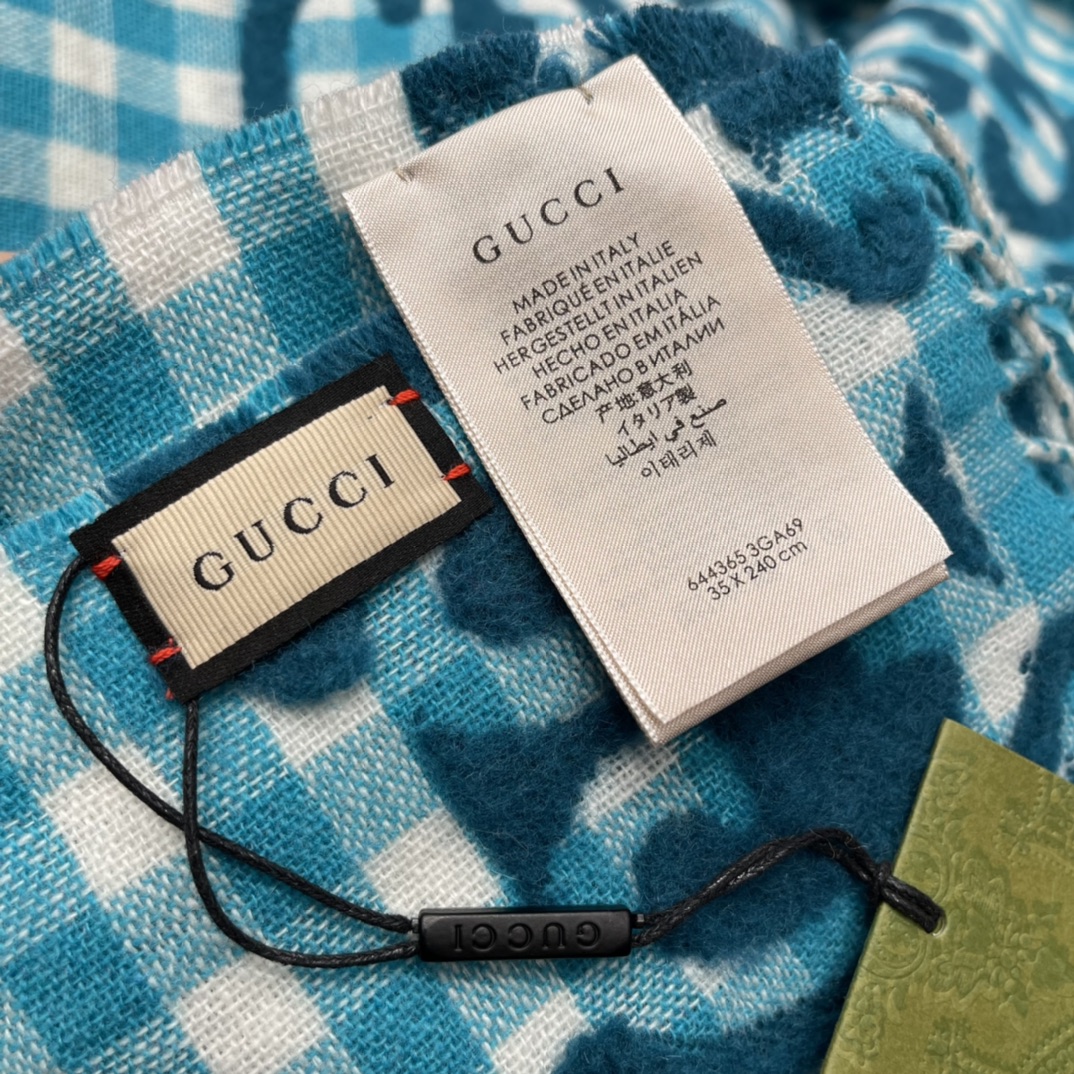 GUCCI
MADE IN ITALY
FABRIQUÉ EN ITALIE
HERGESTELLT IN ITALIEN
HECHO EN ITALIA
FABRICADO EM ITÁLIA
СДЕЛАНО В ИТАЛИИ
产地:意大利
イタリア製
صنع في ايطاليا
이태리제
644365 3GA69
35 X 240 cm
GUCCI
GUCCI